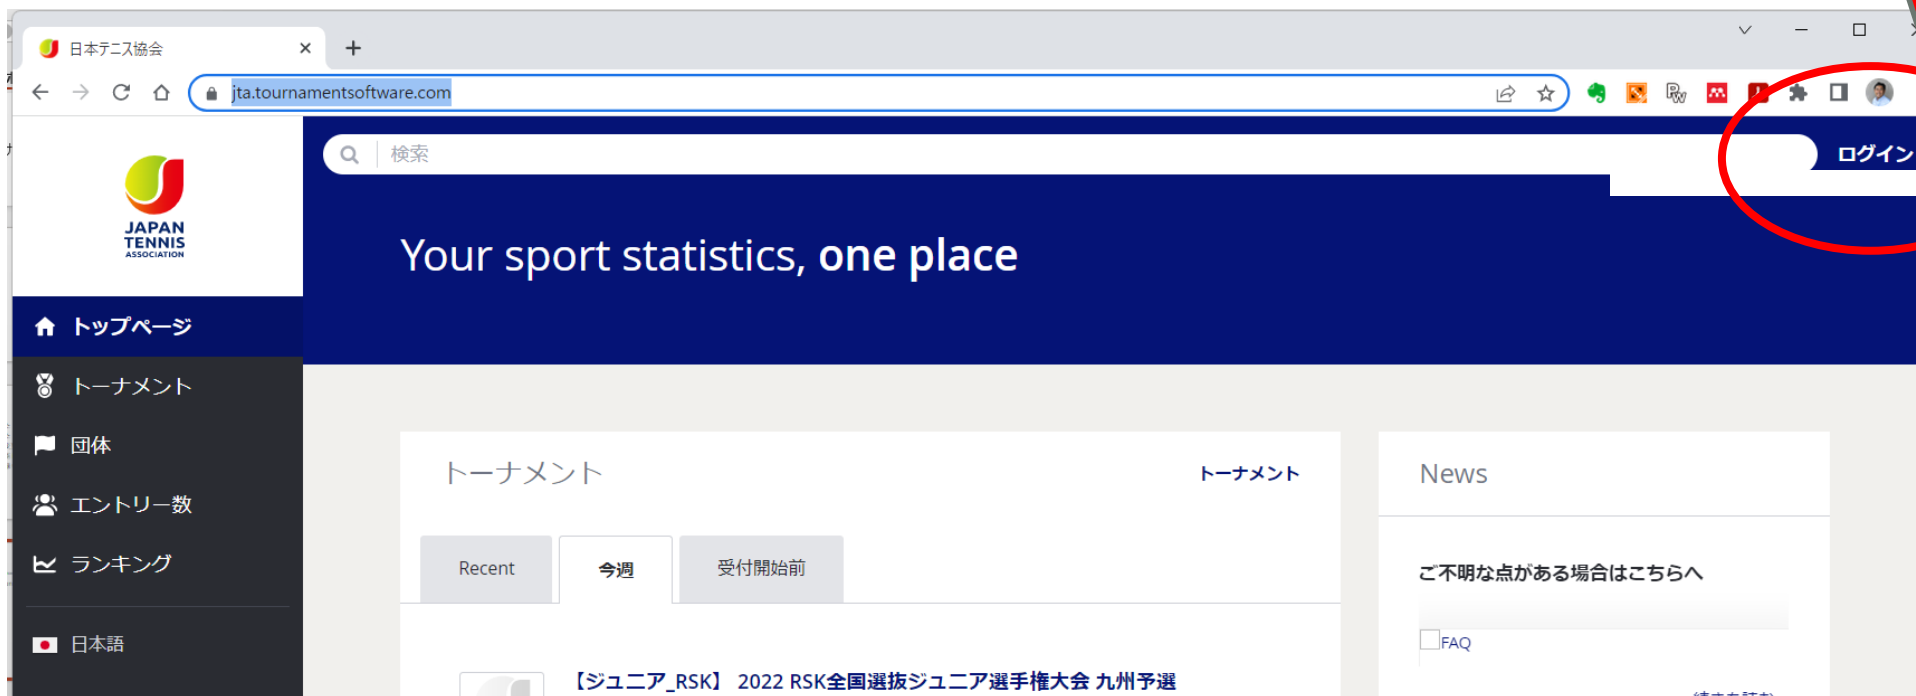 日本テニス協会
jta.tournamentsoftware.com
検索
ログイン
JAPAN
TENNIS
ASSOCIATION
Your sport statistics, one place
トップページ
トーナメント
団体
エントリー数
ランキング
日本語
トーナメント
トーナメント
Recent
今週
受付開始前
【ジュニア_RSK】 2022 RSK全国選抜ジュニア選手権大会 九州予選
News
ご不明な点がある場合はこちらへ
FAQ